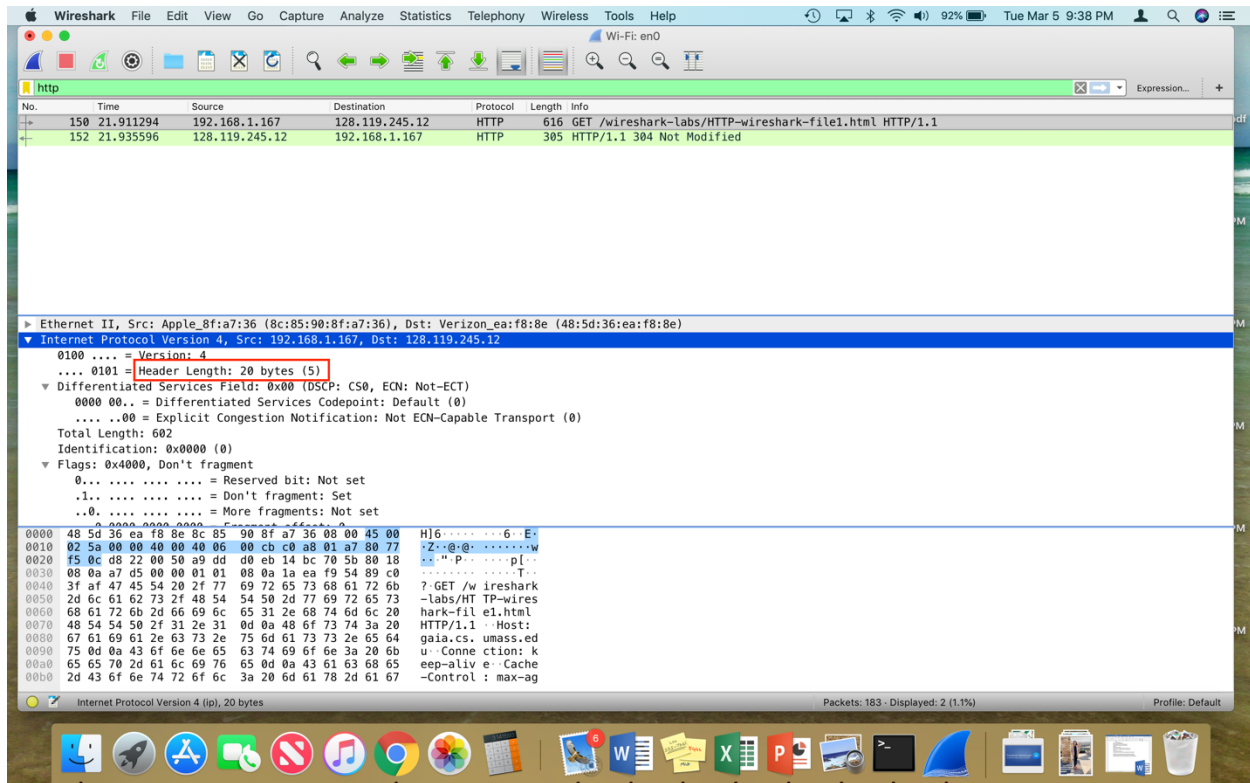 Wireshark File Edit View Go Capture Analyze Statistics Telephony Wireless Tools Help 92% Tue Mar 5 9:38 PM
Wi-Fi: en0
http Expression... +
No. Time Source Destination Protocol Length Info
150 21.911294 192.168.1.167 128.119.245.12 HTTP 616 GET /wireshark-labs/HTTP-wireshark-file1.html HTTP/1.1
152 21.935596 128.119.245.12 192.168.1.167 HTTP 305 HTTP/1.1 304 Not Modified
Ethernet II, Src: Apple_8f:a7:36 (8c:85:90:8f:a7:36), Dst: Verizon_ea:f8:8e (48:5d:36:ea:f8:8e)
Internet Protocol Version 4, Src: 192.168.1.167, Dst: 128.119.245.12
0100 .... = Version: 4
.... 0101 = Header Length: 20 bytes (5)
Differentiated Services Field: 0x00 (DSCP: CS0, ECN: Not-ECT)
0000 00.. = Differentiated Services Codepoint: Default (0)
.... ..00 = Explicit Congestion Notification: Not ECN-Capable Transport (0)
Total Length: 602
Identification: 0x0000 (0)
Flags: 0x4000, Don't fragment
0... .... .... .... = Reserved bit: Not set
.1.. .... .... .... = Don't fragment: Set
..0. .... .... .... = More fragments: Not set
0000 48 5d 36 ea f8 8e 8c 85 90 8f a7 36 08 00 45 00 H]6·····  ···6··E·
0010 02 5a 00 00 40 00 40 06 00 cb c0 a8 01 a7 80 77 ·Z··@·@· ·······w
0020 f5 0c d8 22 00 50 a9 dd d0 eb 14 bc 70 5b 80 18 ···"·P·· ····p[··
0030 08 0a a7 d5 00 00 01 01 08 0a 1a ea f9 54 89 c0 ········ ·····T··
0040 3f af 47 45 54 20 2f 77 69 72 65 73 68 61 72 6b ?·GET /w ireshark
0050 2d 6c 61 62 73 2f 48 54 54 50 2d 77 69 72 65 73 -labs/HT TP-wires
0060 68 61 72 6b 2d 66 69 6c 65 31 2e 68 74 6d 6c 20 hark-fil e1.html
0070 48 54 54 50 2f 31 2e 31 0d 0a 48 6f 73 74 3a 20 HTTP/1.1 ··Host:
0080 67 61 69 61 2e 63 73 2e 75 6d 61 73 73 2e 65 64 gaia.cs. umass.ed
0090 75 0d 0a 43 6f 6e 6e 65 63 74 69 6f 6e 3a 20 6b u··Conne ction: k
00a0 65 65 70 2d 61 6c 69 76 65 0d 0a 43 61 63 68 65 eep-aliv e··Cache
00b0 2d 43 6f 6e 74 72 6f 6c 3a 20 6d 61 78 2d 61 67 -Control : max-ag
Internet Protocol Version 4 (ip), 20 bytes Packets: 183 · Displayed: 2 (1.1%) Profile: Default
6